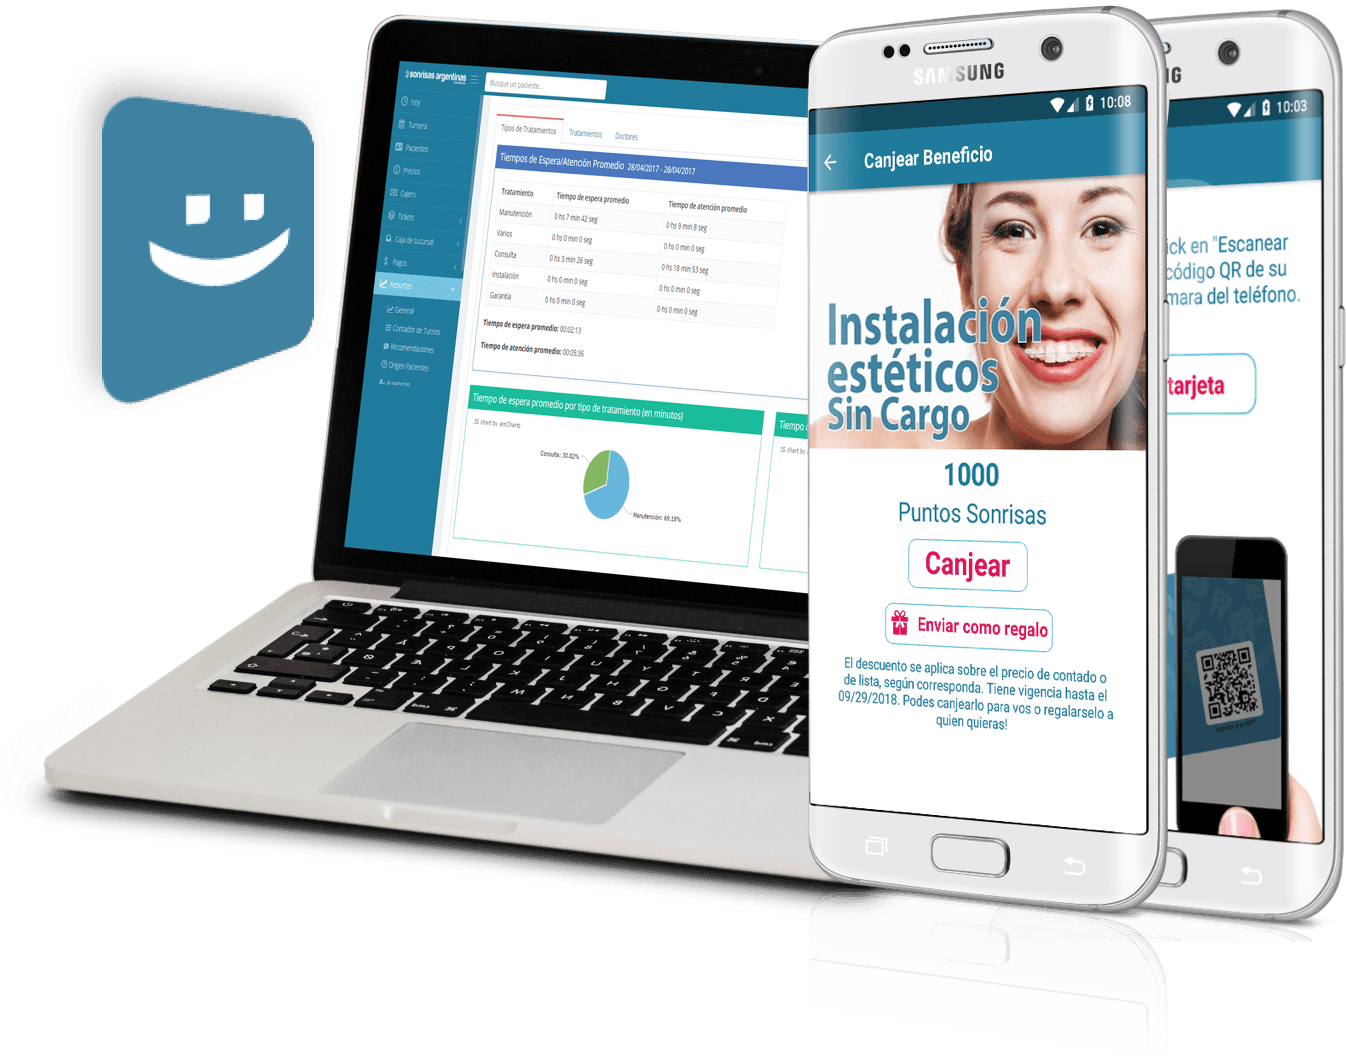 :) sonrisas argentinas
Busque un paciente...
Hoy
Turnera
Pacientes
Precios
Cajero
Tickets
Caja de sucursal
Pagos
Reportes
General
Contador de Turnos
Recomendaciones
Origen Pacientes
Tipos de Tratamientos
Tratamientos
Doctores
Tiempos de Espera/Atención Promedio 28/04/2017 - 28/04/2017
Tratamiento Tiempo de espera promedio Tiempo de atención promedio
Manutención 0 hs 7 min 42 seg 0 hs 9 min 8 seg
Varios 0 hs 0 min 0 seg 0 hs 0 min 0 seg
Consulta 0 hs 3 min 26 seg 0 hs 18 min 53 seg
Instalación 0 hs 0 min 0 seg 0 hs 0 min 0 seg
Garantía 0 hs 0 min 0 seg 0 hs 0 min 0 seg
Tiempo de espera promedio: 00:02:13
Tiempo de atención promedio: 00:05:36
Tiempo de espera promedio por tipo de tratamiento (en minutos)
JS chart by amCharts
Consulta: 30.82%
Manutención: 69.18%
Tiempo
JS chart by
SAMSUNG
10:08
Canjear Beneficio
Instalación
estéticos
Sin Cargo
1000
Puntos Sonrisas
Canjear
Enviar como regalo
El descuento se aplica sobre el precio de contado o
de lista, según corresponda. Tiene vigencia hasta el
09/29/2018. Podes canjearlo para vos o regalarselo a
quien quieras!
NG
10:03
ick en "Escanear
código QR de su
mara del teléfono.
tarjeta